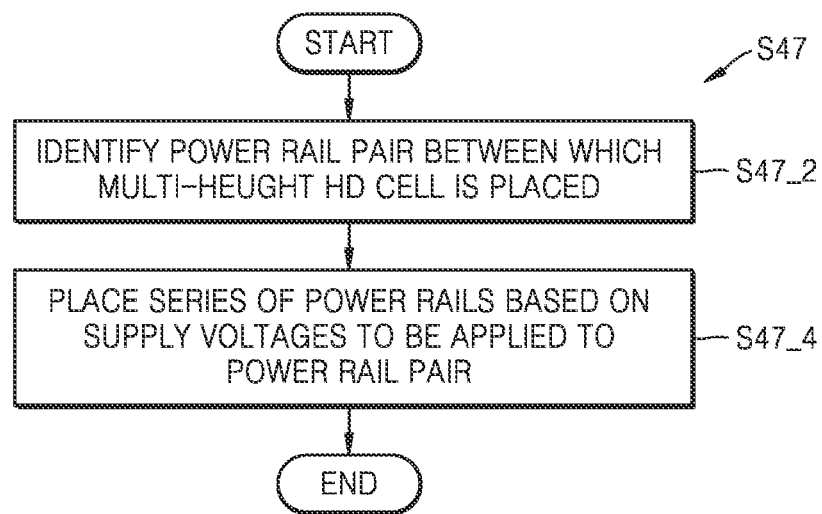 START
S47
IDENTIFY POWER RAIL PAIR BETWEEN WHICH
MULTI-HEUGHT HD CELL IS PLACED
S47_2
PLACE SERIES OF POWER RAILS BASED ON
SUPPLY VOLTAGES TO BE APPLIED TO
POWER RAIL PAIR
S47_4
END